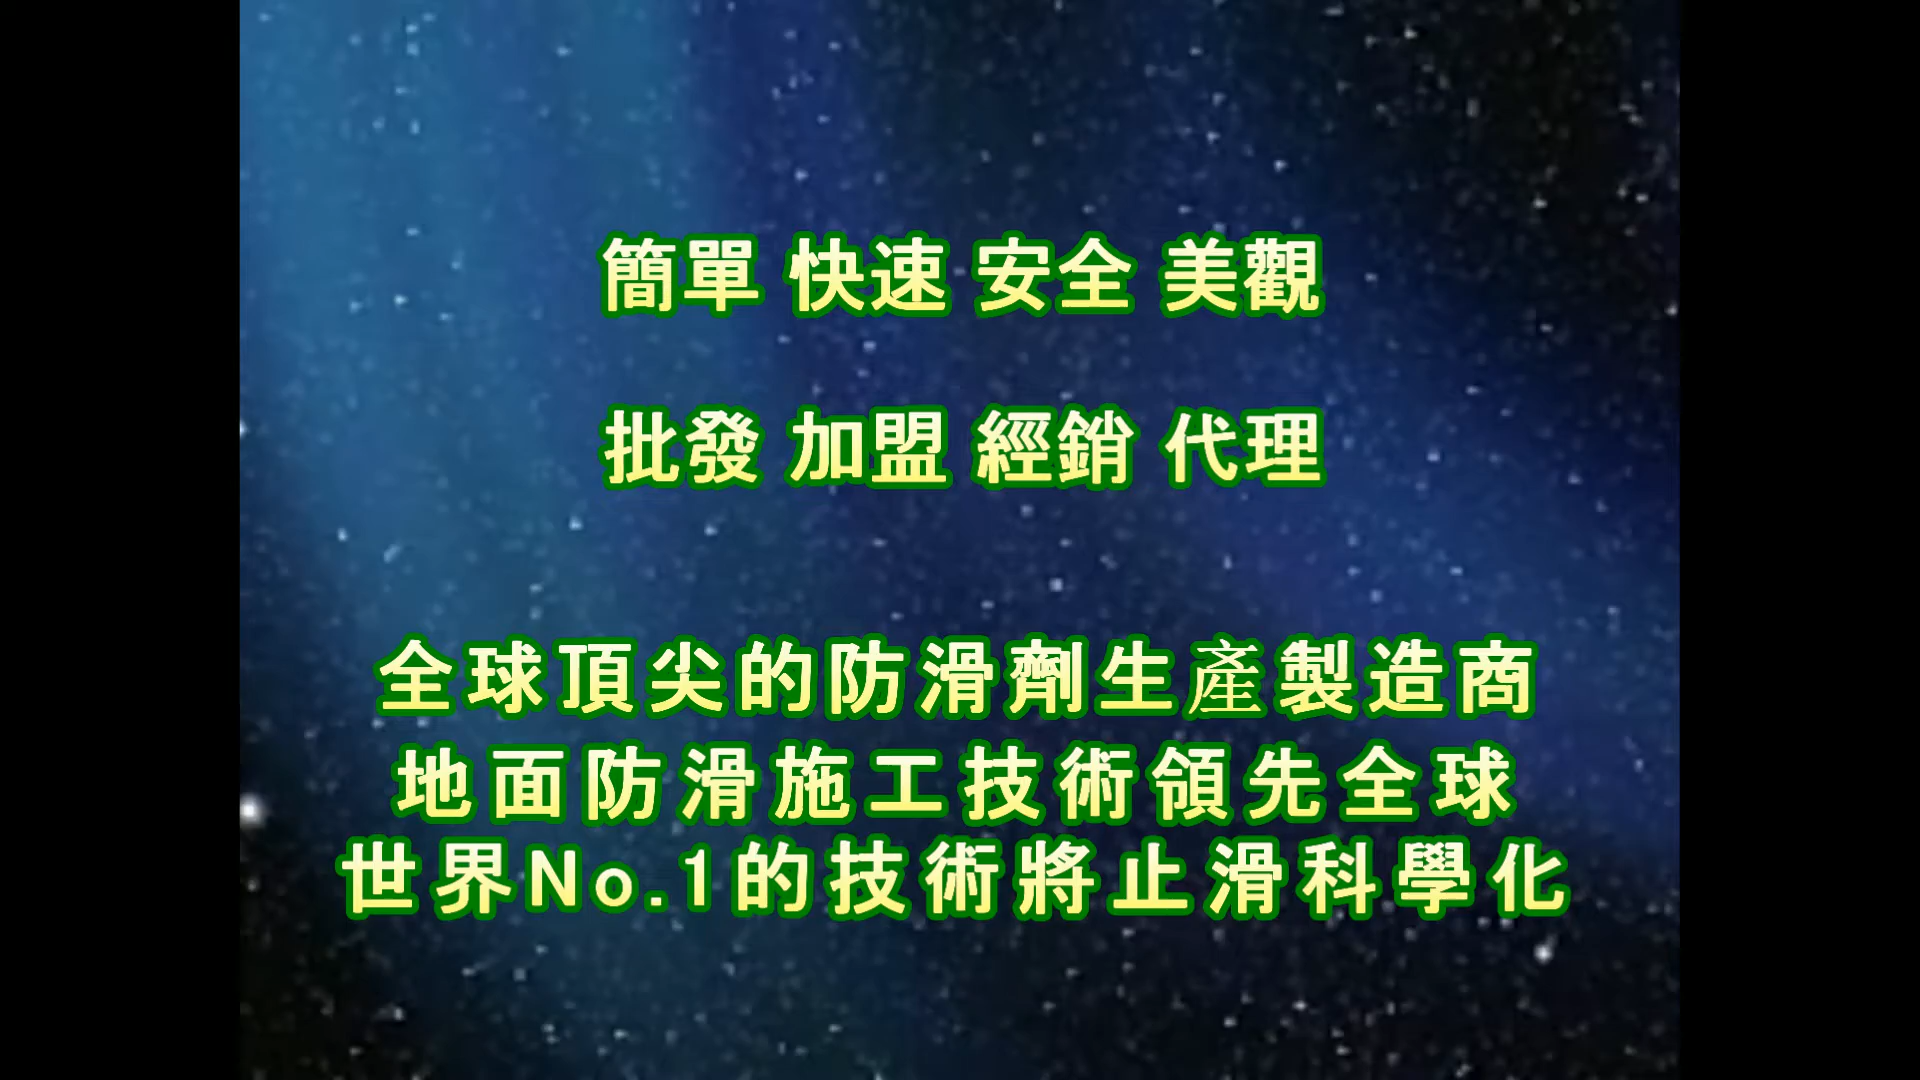 簡單 快速 安全 美觀
批發 加盟 經銷 代理
全球頂尖的防滑劑生產製造商
地面防滑施工技術領先全球
世界No.1的技術將止滑科學化